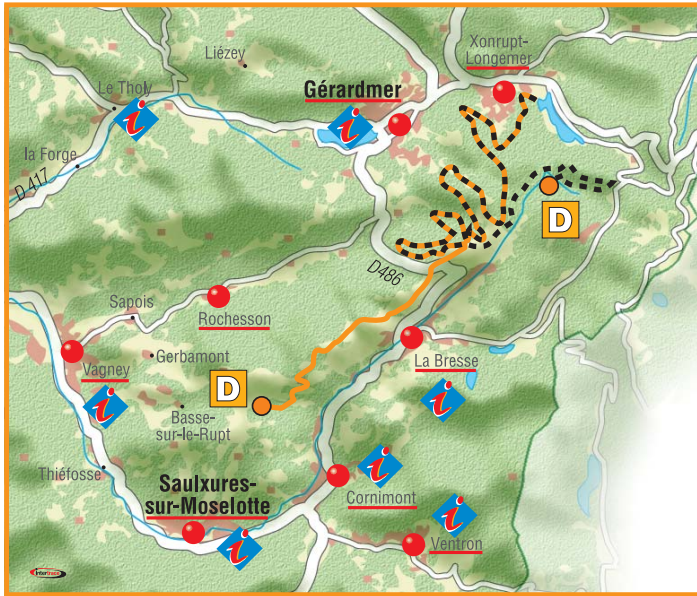 Liézey
Xonrupt-
Longemer
Le Tholy
Gérardmer
i
i
la Forge
D 417
D
D486
Sapois
Rochesson
Vagney
Gerbamont
La Bresse
D
i
i
Basse-
sur-le-Rupt
Thiéfosse
Saulxures-
sur-Moselotte
i
Cornimont
i
i
Ventron
intertrace